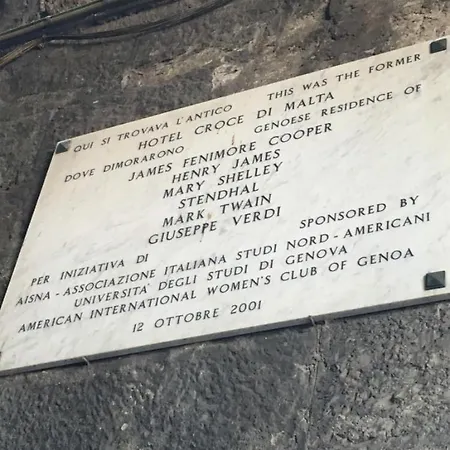 QUI SI TROVAVA L'ANTICO THIS WAS THE FORMER
HOTEL CROCE DI MALTA
DOVE DIMORARONO GENOESE RESIDENCE OF
JAMES FENIMORE COOPER
HENRY JAMES
MARY SHELLEY
STENDHAL
MARK TWAIN
GIUSEPPE VERDI
PER INIZIATIVA DI SPONSORED BY
AISNA - ASSOCIAZIONE ITALIANA STUDI NORD - AMERICANI
UNIVERSITA' DEGLI STUDI DI GENOVA
AMERICAN INTERNATIONAL WOMEN'S CLUB OF GENOA
12 OTTOBRE 2001